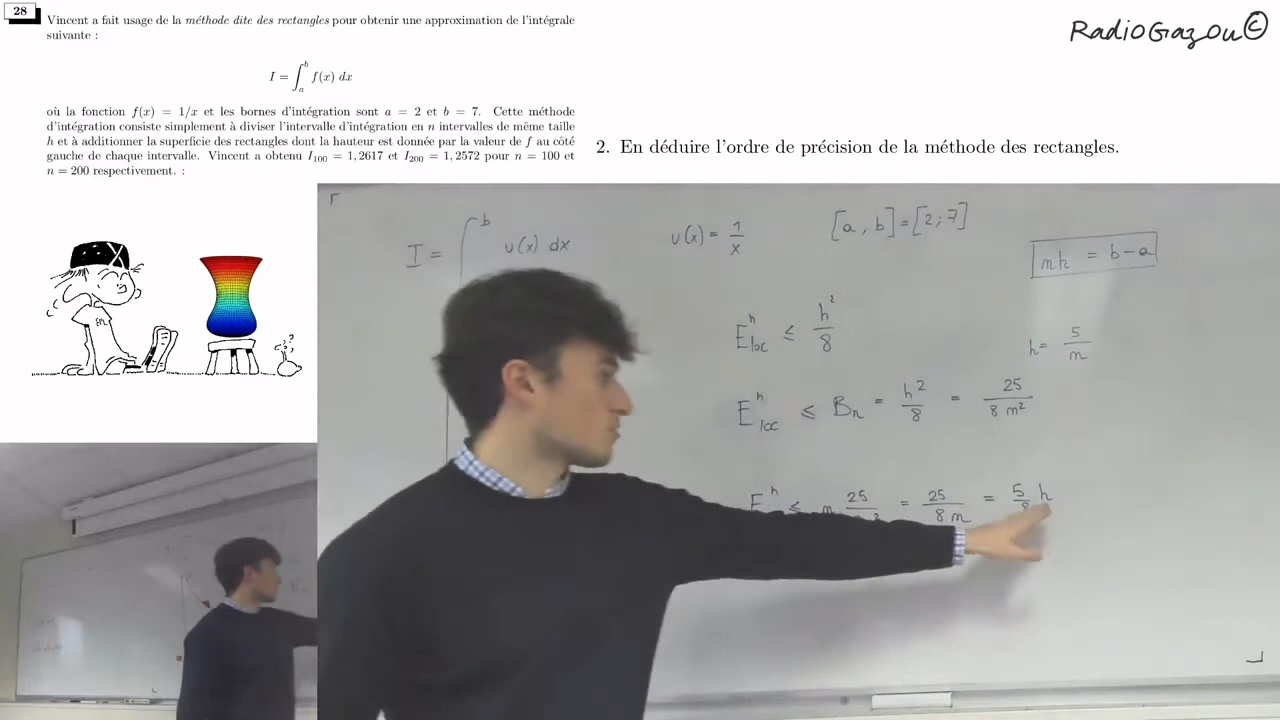 28
Vincent a fait usage de la méthode dite des rectangles pour obtenir une approximation de l'intégrale
suivante :
I = ∫_a^b f(x) dx
où la fonction f(x) = 1/x et les bornes d'intégration sont a = 2 et b = 7. Cette méthode
d'intégration consiste simplement à diviser l'intervalle d'intégration en n intervalles de même taille
h et à additionner la superficie des rectangles dont la hauteur est donnée par la valeur de f au côté
gauche de chaque intervalle. Vincent a obtenu I_100 = 1,2617 et I_200 = 1,2572 pour n = 100 et
n = 200 respectivement. :
RadioGazou ©
2. En déduire l'ordre de précision de la méthode des rectangles.
I = ∫^b u(x) dx
u(x) = 1/x
[a, b] = [2; 7]
nh = b-a
E^h_loc ≤ h²/8
h = 5/n
E^h_loc ≤ B_n = h²/8 = 25/8n²
E^h ≤ n 25 = 25/8n = 5/8 h
EPL